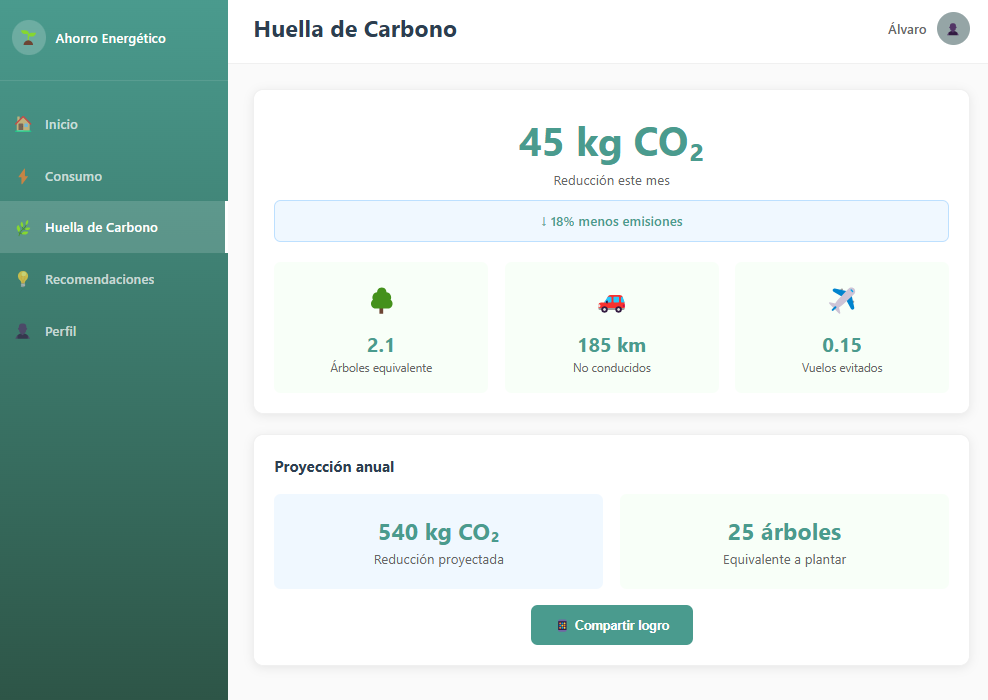 Ahorro Energético
Inicio
Consumo
Huella de Carbono
Recomendaciones
Perfil
Huella de Carbono
Álvaro
45 kg CO₂
Reducción este mes
↓ 18% menos emisiones
2.1
Árboles equivalente
185 km
No conducidos
0.15
Vuelos evitados
Proyección anual
540 kg CO₂
Reducción proyectada
25 árboles
Equivalente a plantar
Compartir logro